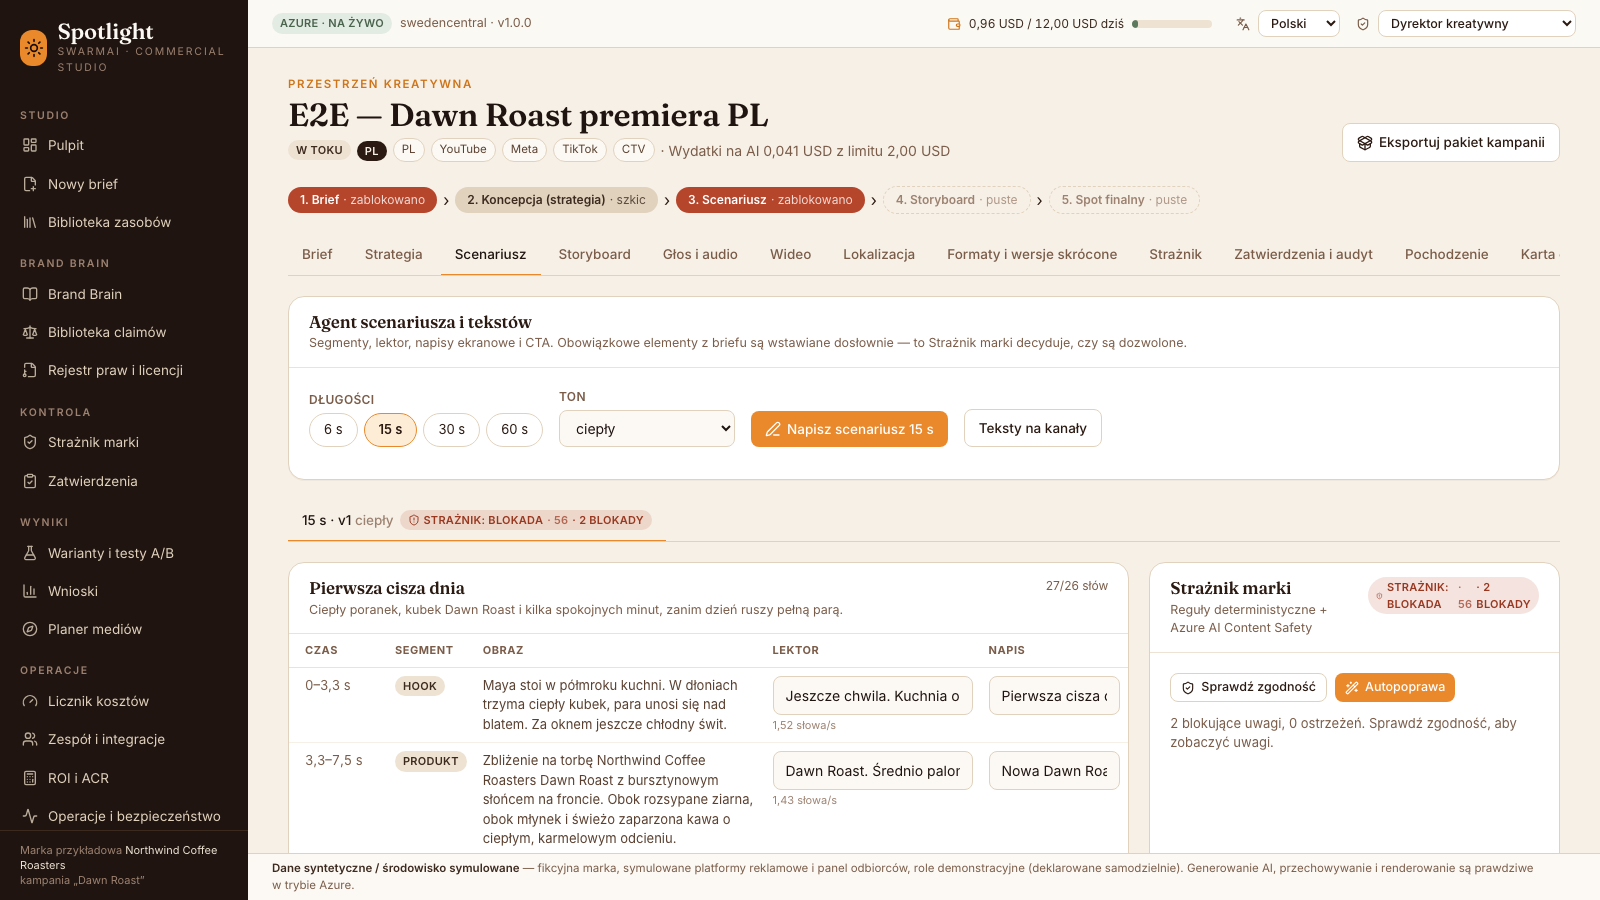 Spotlight
SWARMAI · COMMERCIAL
STUDIO
STUDIO
Pulpit
Nowy brief
Biblioteka zasobów
BRAND BRAIN
Brand Brain
Biblioteka claimów
Rejestr praw i licencji
KONTROLA
Strażnik marki
Zatwierdzenia
WYNIKI
Warianty i testy A/B
Wnioski
Planer mediów
OPERACJE
Licznik kosztów
Zespół i integracje
ROI i ACR
Operacje i bezpieczeństwo
Marka przykładowa Northwind Coffee
Roasters
kampania „Dawn Roast”
AZURE · NA ŻYWO swedencentral · v1.0.0
0,96 USD / 12,00 USD dziś
Polski
Dyrektor kreatywny
PRZESTRZEŃ KREATYWNA
E2E — Dawn Roast premiera PL
W TOKU PL PL YouTube Meta TikTok CTV · Wydatki na AI 0,041 USD z limitu 2,00 USD
Eksportuj pakiet kampanii
1. Brief · zablokowano › 2. Koncepcja (strategia) · szkic › 3. Scenariusz · zablokowano › 4. Storyboard · puste › 5. Spot finalny · puste
Brief Strategia Scenariusz Storyboard Głos i audio Wideo Lokalizacja Formaty i wersje skrócone Strażnik Zatwierdzenia i audyt Pochodzenie Karta
Agent scenariusza i tekstów
Segmenty, lektor, napisy ekranowe i CTA. Obowiązkowe elementy z briefu są wstawiane dosłownie — to Strażnik marki decyduje, czy są dozwolone.
DŁUGOŚCI
6 s 15 s 30 s 60 s
TON
ciepły
Napisz scenariusz 15 s
Teksty na kanały
15 s · v1 ciepły STRAŻNIK: BLOKADA · 56 · 2 BLOKADY
Pierwsza cisza dnia
27/26 słów
Ciepły poranek, kubek Dawn Roast i kilka spokojnych minut, zanim dzień ruszy pełną parą.
CZAS SEGMENT OBRAZ LEKTOR NAPIS
0–3,3 s
HOOK
Maya stoi w półmroku kuchni. W dłoniach
trzyma ciepły kubek, para unosi się nad
blatem. Za oknem jeszcze chłodny świt.
Jeszcze chwila. Kuchnia o
1,52 słowa/s
Pierwsza cisza
3,3–7,5 s
PRODUKT
Zbliżenie na torbę Northwind Coffee
Roasters Dawn Roast z bursztynowym
słońcem na froncie. Obok rozsypane ziarna,
obok młynek i świeżo zaparzona kawa o
ciepłym, karmelowym odcieniu.
Dawn Roast. Średnio palor
1,43 słowa/s
Nowa Dawn Roa
Strażnik marki
Reguły deterministyczne +
Azure AI Content Safety
STRAŻNIK: · · 2
BLOKADA 56 BLOKADY
Sprawdź zgodność
Autopoprawa
2 blokujące uwagi, 0 ostrzeżeń. Sprawdź zgodność, aby
zobaczyć uwagi.
Dane syntetyczne / środowisko symulowane — fikcyjna marka, symulowane platformy reklamowe i panel odbiorców, role demonstracyjne (deklarowane samodzielnie). Generowanie AI, przechowywanie i renderowanie są prawdziwe
w trybie Azure.